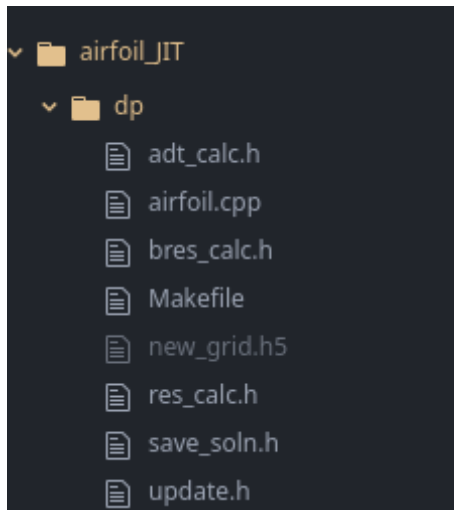 airfoil_JIT
dp
adt_calc.h
airfoil.cpp
bres_calc.h
Makefile
new_grid.h5
res_calc.h
save_soln.h
update.h